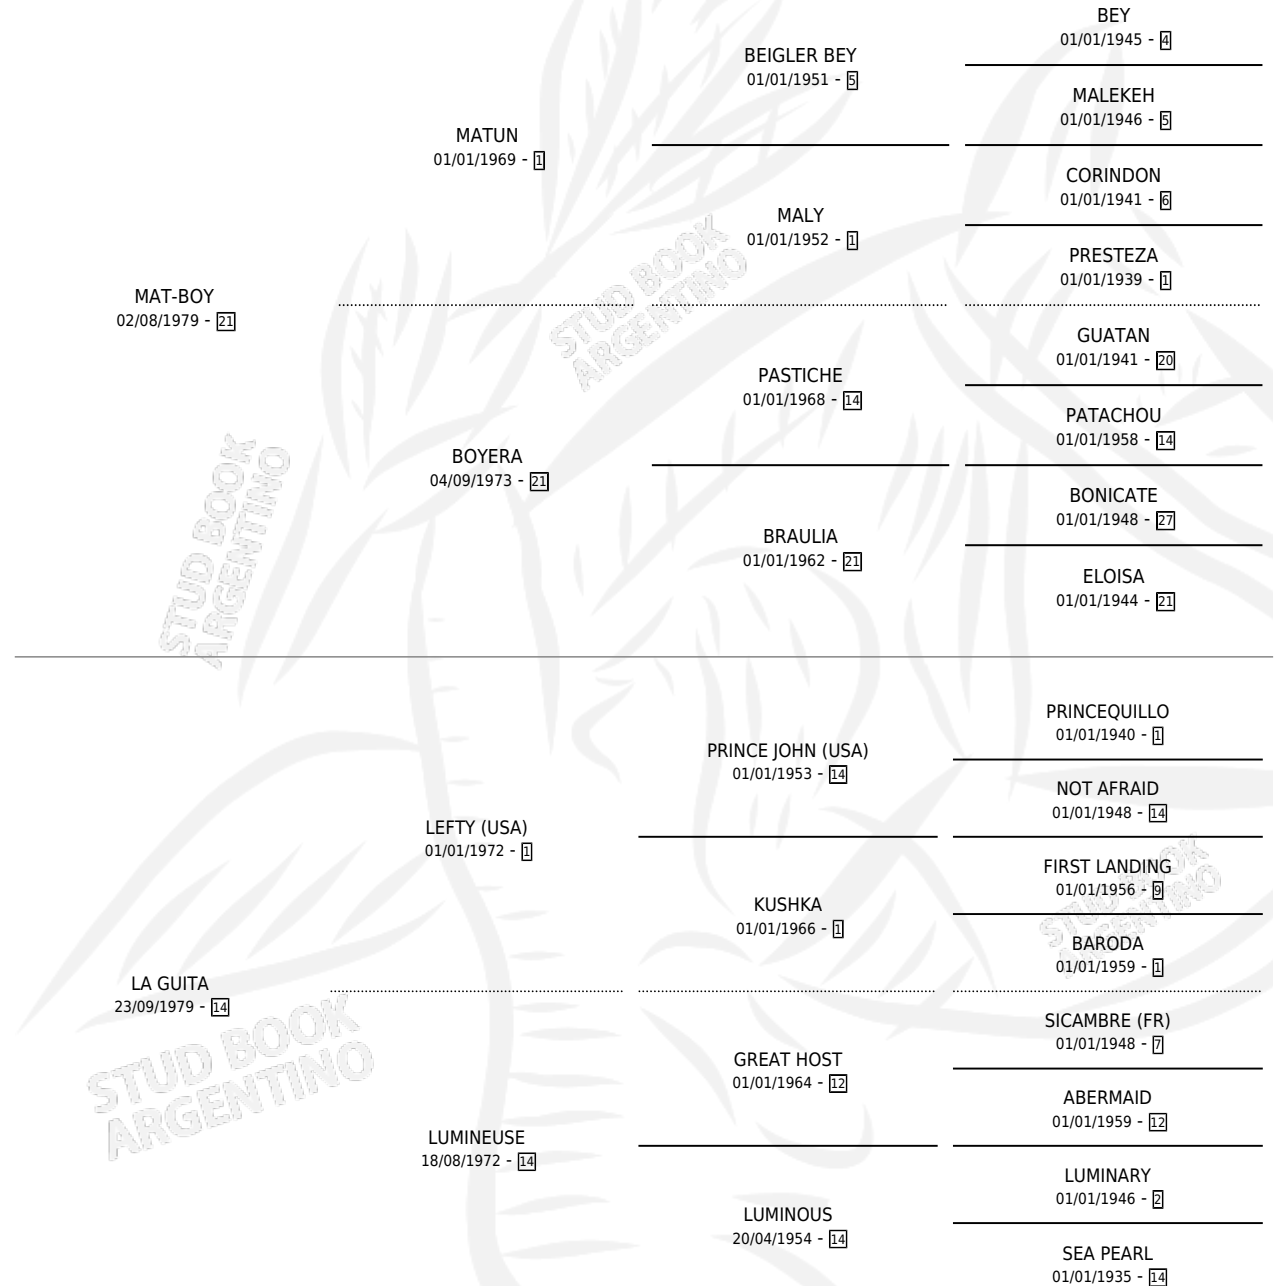 BEY
01/01/1945 - 4
BEIGLER BEY
01/01/1951 - 5
MALEKEH
01/01/1946 - 5
MATUN
01/01/1969 - 1
CORINDON
01/01/1941 - 6
MALY
01/01/1952 - 1
PRESTEZA
01/01/1939 - 1
MAT-BOY
02/08/1979 - 21
GUATAN
01/01/1941 - 20
PASTICHE
01/01/1968 - 14
PATACHOU
01/01/1958 - 14
BOYERA
04/09/1973 - 21
BONICATE
01/01/1948 - 27
BRAULIA
01/01/1962 - 21
ELOISA
01/01/1944 - 21
STUD BOOK
ARGENTINO
STUD BOOK
ARGENTINO
PRINCEQUILLO
01/01/1940 - 1
PRINCE JOHN (USA)
01/01/1953 - 14
NOT AFRAID
01/01/1948 - 14
LEFTY (USA)
01/01/1972 - 1
FIRST LANDING
01/01/1956 - 9
KUSHKA
01/01/1966 - 1
BARODA
01/01/1959 - 1
LA GUITA
23/09/1979 - 14
SICAMBRE (FR)
01/01/1948 - 7
GREAT HOST
01/01/1964 - 12
ABERMAID
01/01/1959 - 12
LUMINEUSE
18/08/1972 - 14
LUMINARY
01/01/1946 - 2
LUMINOUS
20/04/1954 - 14
SEA PEARL
01/01/1935 - 14
STUD BOOK
ARGENTINO
STUD BOOK
ARGENTINO